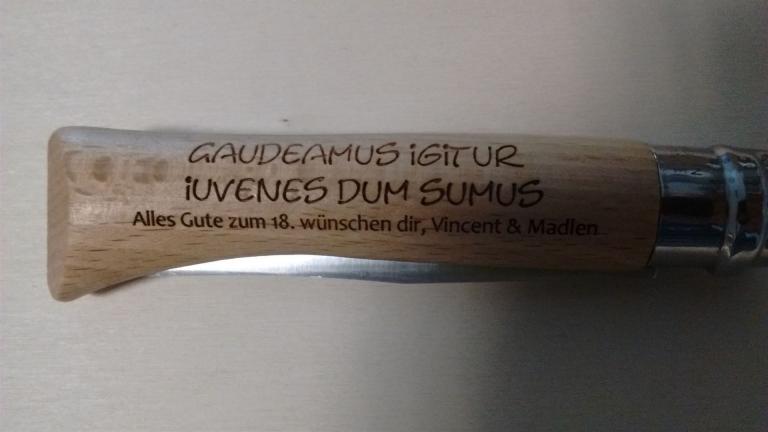 GAUDEAMUS iGiTUR
iUVENES DUM SUMUS
Alles Gute zum 18. wünschen dir, Vincent & Madlen